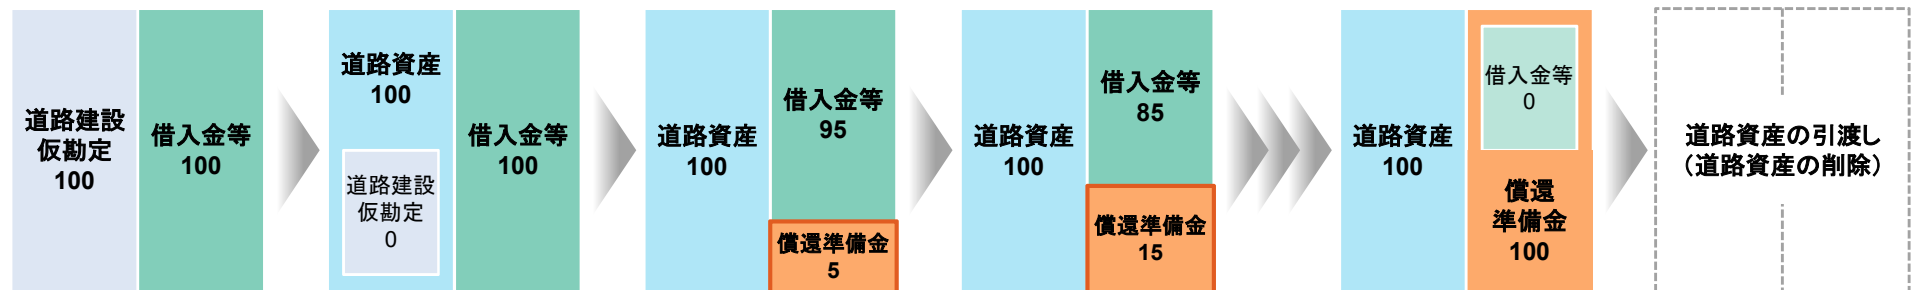 道路建設
仮勘定
100
借入金等
100
道路資産
100
道路建設
仮勘定
0
借入金等
100
道路資産
100
借入金等
95
償還準備金
5
道路資産
100
借入金等
85
償還準備金
15
道路資産
100
借入金等
0
償還
準備金
100
道路資産の引渡し
（道路資産の削除）